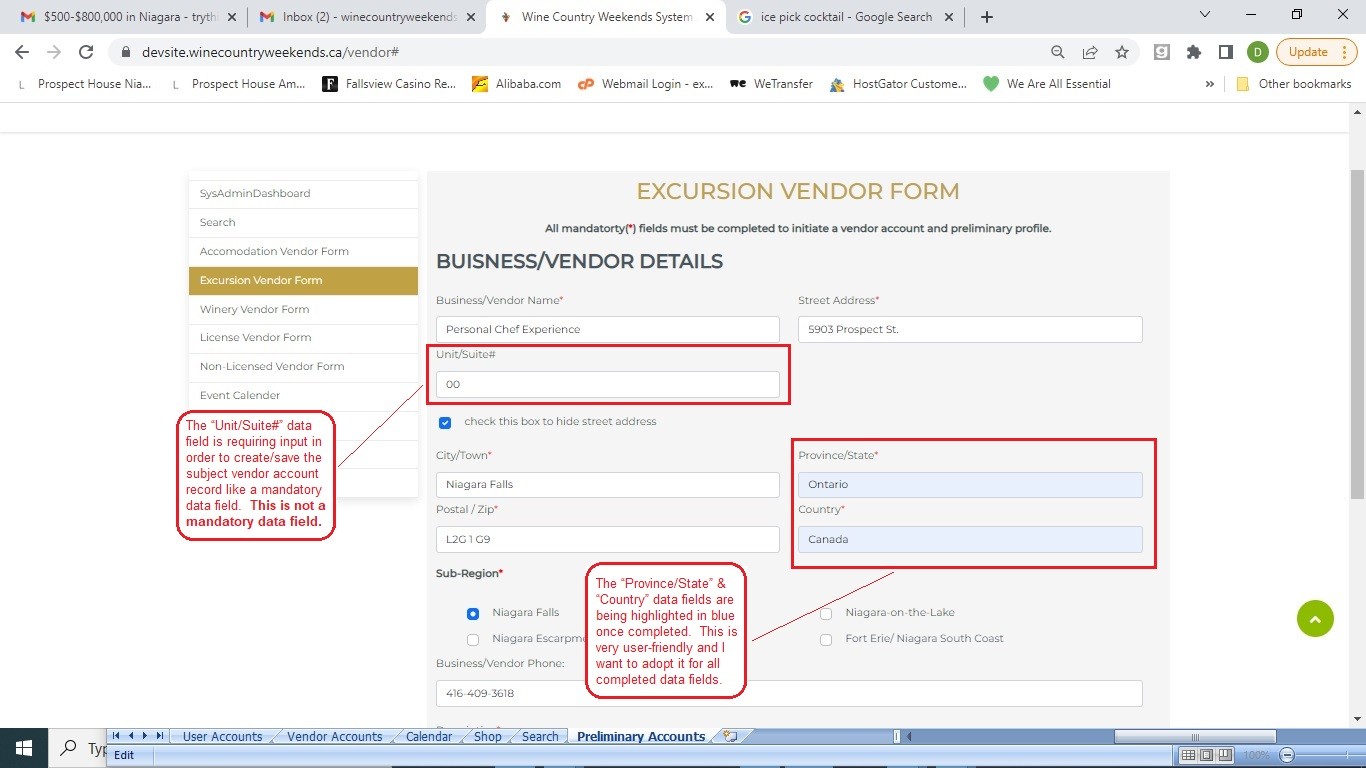 $500-$800,000 in Niagara - tryth
Inbox (2) - winecountryweekends
Wine Country Weekends System
ice pick cocktail - Google Search
devsite.winecountryweekends.ca/vendor#
D
Update
L Prospect House Nia...
L Prospect House Am...
F Fallsview Casino Re...
Alibaba.com
cP Webmail Login - ex...
we WeTransfer
HostGator Custome...
We Are All Essential
»
Other bookmarks
SysAdminDashboard
Search
Accomodation Vendor Form
Excursion Vendor Form
Winery Vendor Form
License Vendor Form
Non-Licensed Vendor Form
Event Calender
EXCURSION VENDOR FORM
All mandatorty(*) fields must be completed to initiate a vendor account and preliminary profile.
BUISNESS/VENDOR DETAILS
Business/Vendor Name*
Street Address*
Personal Chef Experience
5903 Prospect St.
Unit/Suite#
00
check this box to hide street address
City/Town*
Province/State*
Niagara Falls
Ontario
Postal / Zip*
Country*
L2G 1 G9
Canada
Sub-Region*
Niagara Falls
Niagara-on-the-Lake
Niagara Escarpme
Fort Erie/ Niagara South Coast
Business/Vendor Phone:
416-409-3618
The “Unit/Suite#” data
field is requiring input in
order to create/save the
subject vendor account
record like a mandatory
data field. This is not a
mandatory data field.
The “Province/State” &
“Country” data fields are
being highlighted in blue
once completed. This is
very user-friendly and I
want to adopt it for all
completed data fields.
Typ
User Accounts
Vendor Accounts
Calendar
Shop
Search
Preliminary Accounts
Edit
100%